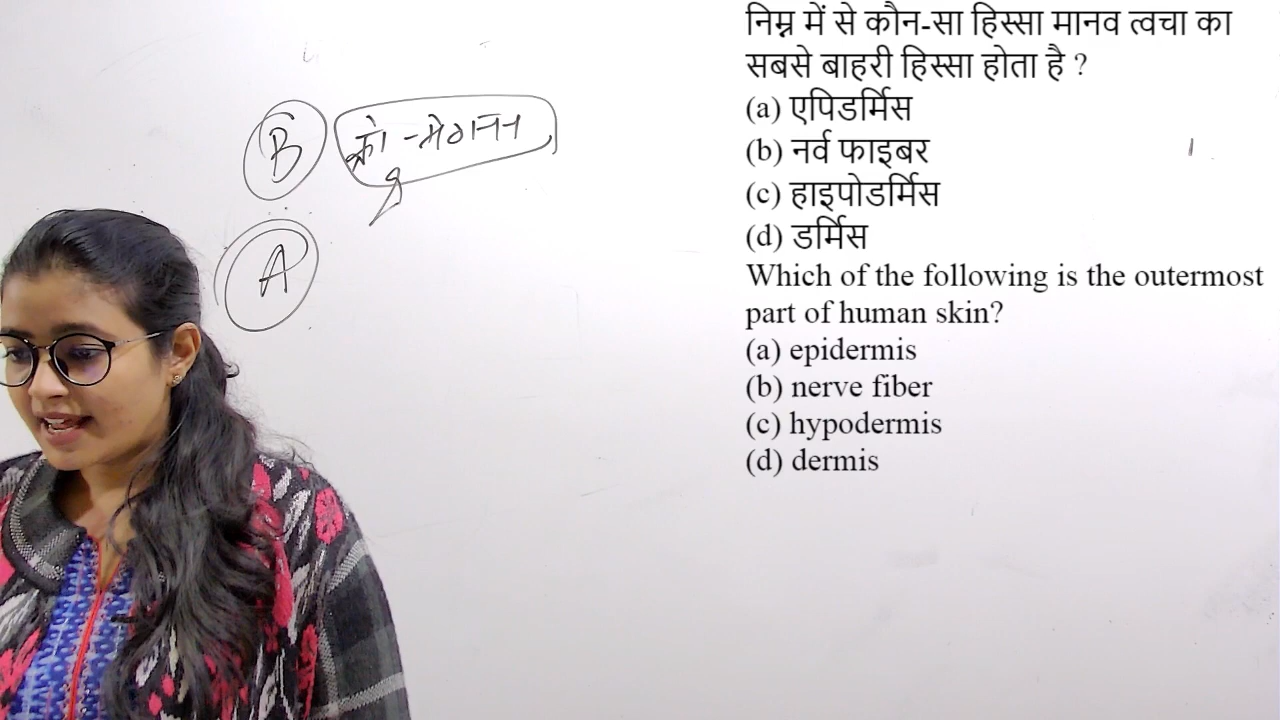 B क्रो-मैगनन
A
निम्न में से कौन-सा हिस्सा मानव त्वचा का
सबसे बाहरी हिस्सा होता है ?
(a) एपिडर्मिस
(b) नर्व फाइबर
(c) हाइपोडर्मिस
(d) डर्मिस
Which of the following is the outermost
part of human skin?
(a) epidermis
(b) nerve fiber
(c) hypodermis
(d) dermis